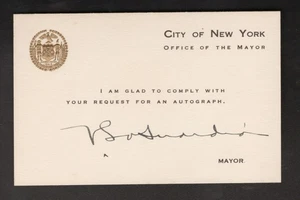 CITY OF NEW YORK
OFFICE OF THE MAYOR
I AM GLAD TO COMPLY WITH
YOUR REQUEST FOR AN AUTOGRAPH.
MAYOR